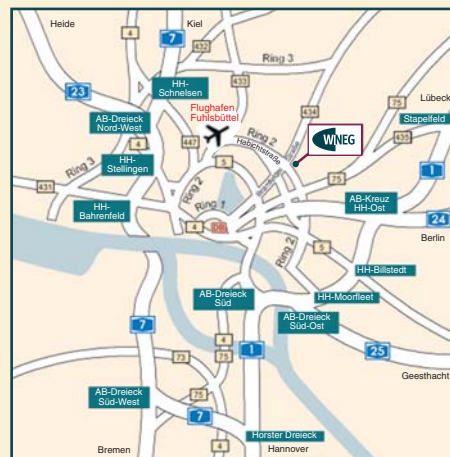 Heide
Kiel
7
4
432
Ring 3
433
23
HH-
Schnelsen
434
75
Lübeck
Flughafen
Fuhlsbüttel
AB-Dreieck
Nord-West
4
447
Ring 2
Habichtstraße
WINEG
Stapelfeld
435
HH-
Stellingen
5
Ring 3
431
Ring 2
75
1
HH-
Bahrenfeld
Ring 1
AB-Kreuz
HH-Ost
24
4
DB
Berlin
Ring 2
5
HH-Billstedt
AB-Dreieck
Süd
HH-Moorfleet
AB-Dreieck
Süd-Ost
7
4
75
1
25
73
Geesthacht
AB-Dreieck
Süd-West
75
7
Horster Dreieck
4
Bremen
Hannover